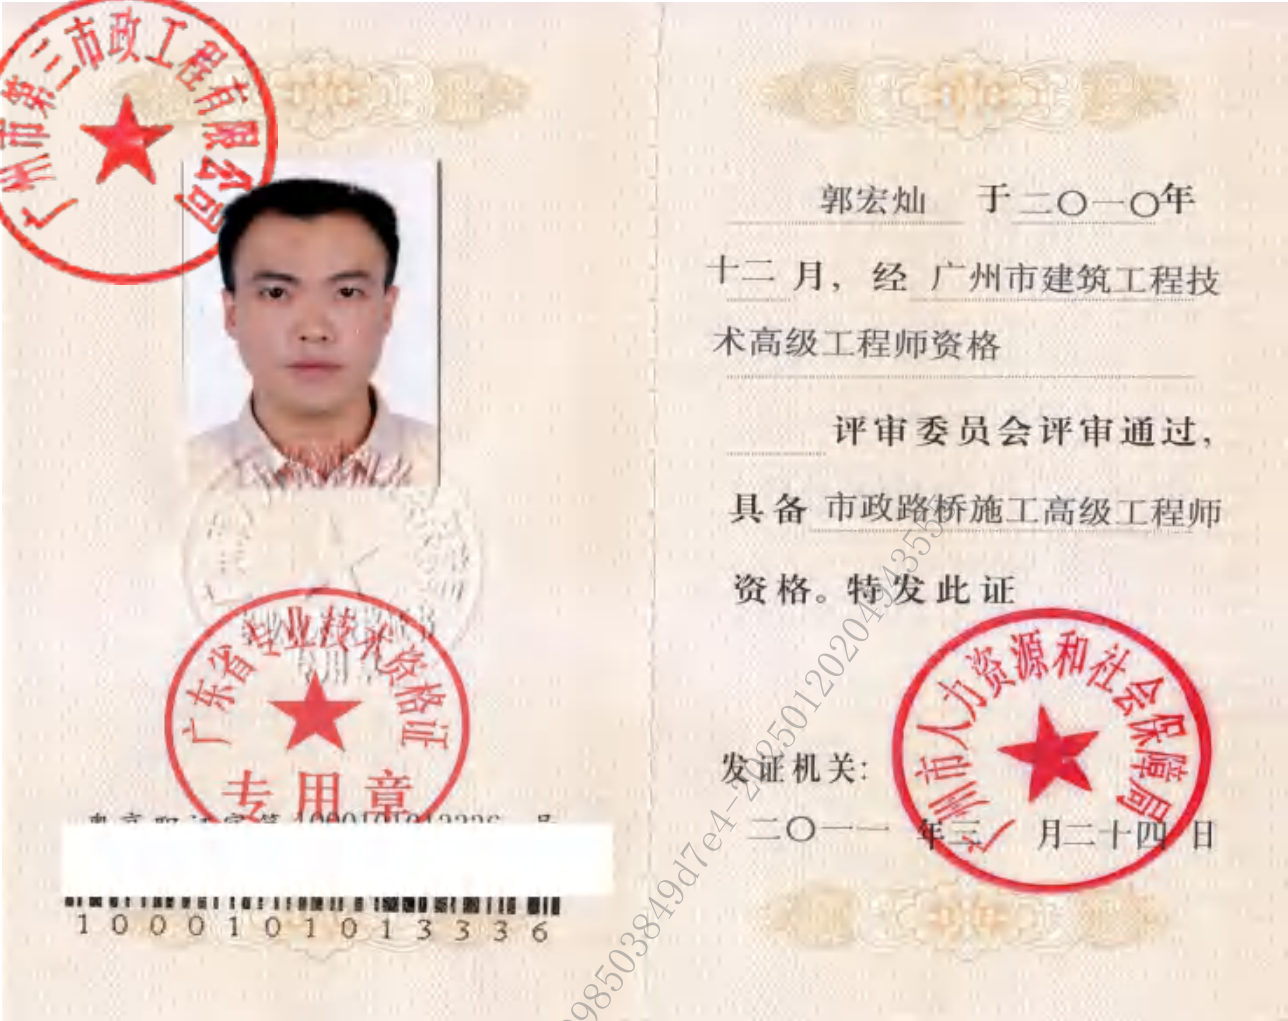 广州市第三市政工程有限公司
广东省专业技术资格证
专用章
1000101013336
郭宏灿 于二〇一〇年
十二月，经 广州市建筑工程技
术高级工程师资格
评审委员会评审通过，
具备 市政路桥施工高级工程师
资格。特发此证
广州市人力资源和社会保障局
发证机关：
二〇一一 年三 月二十四日